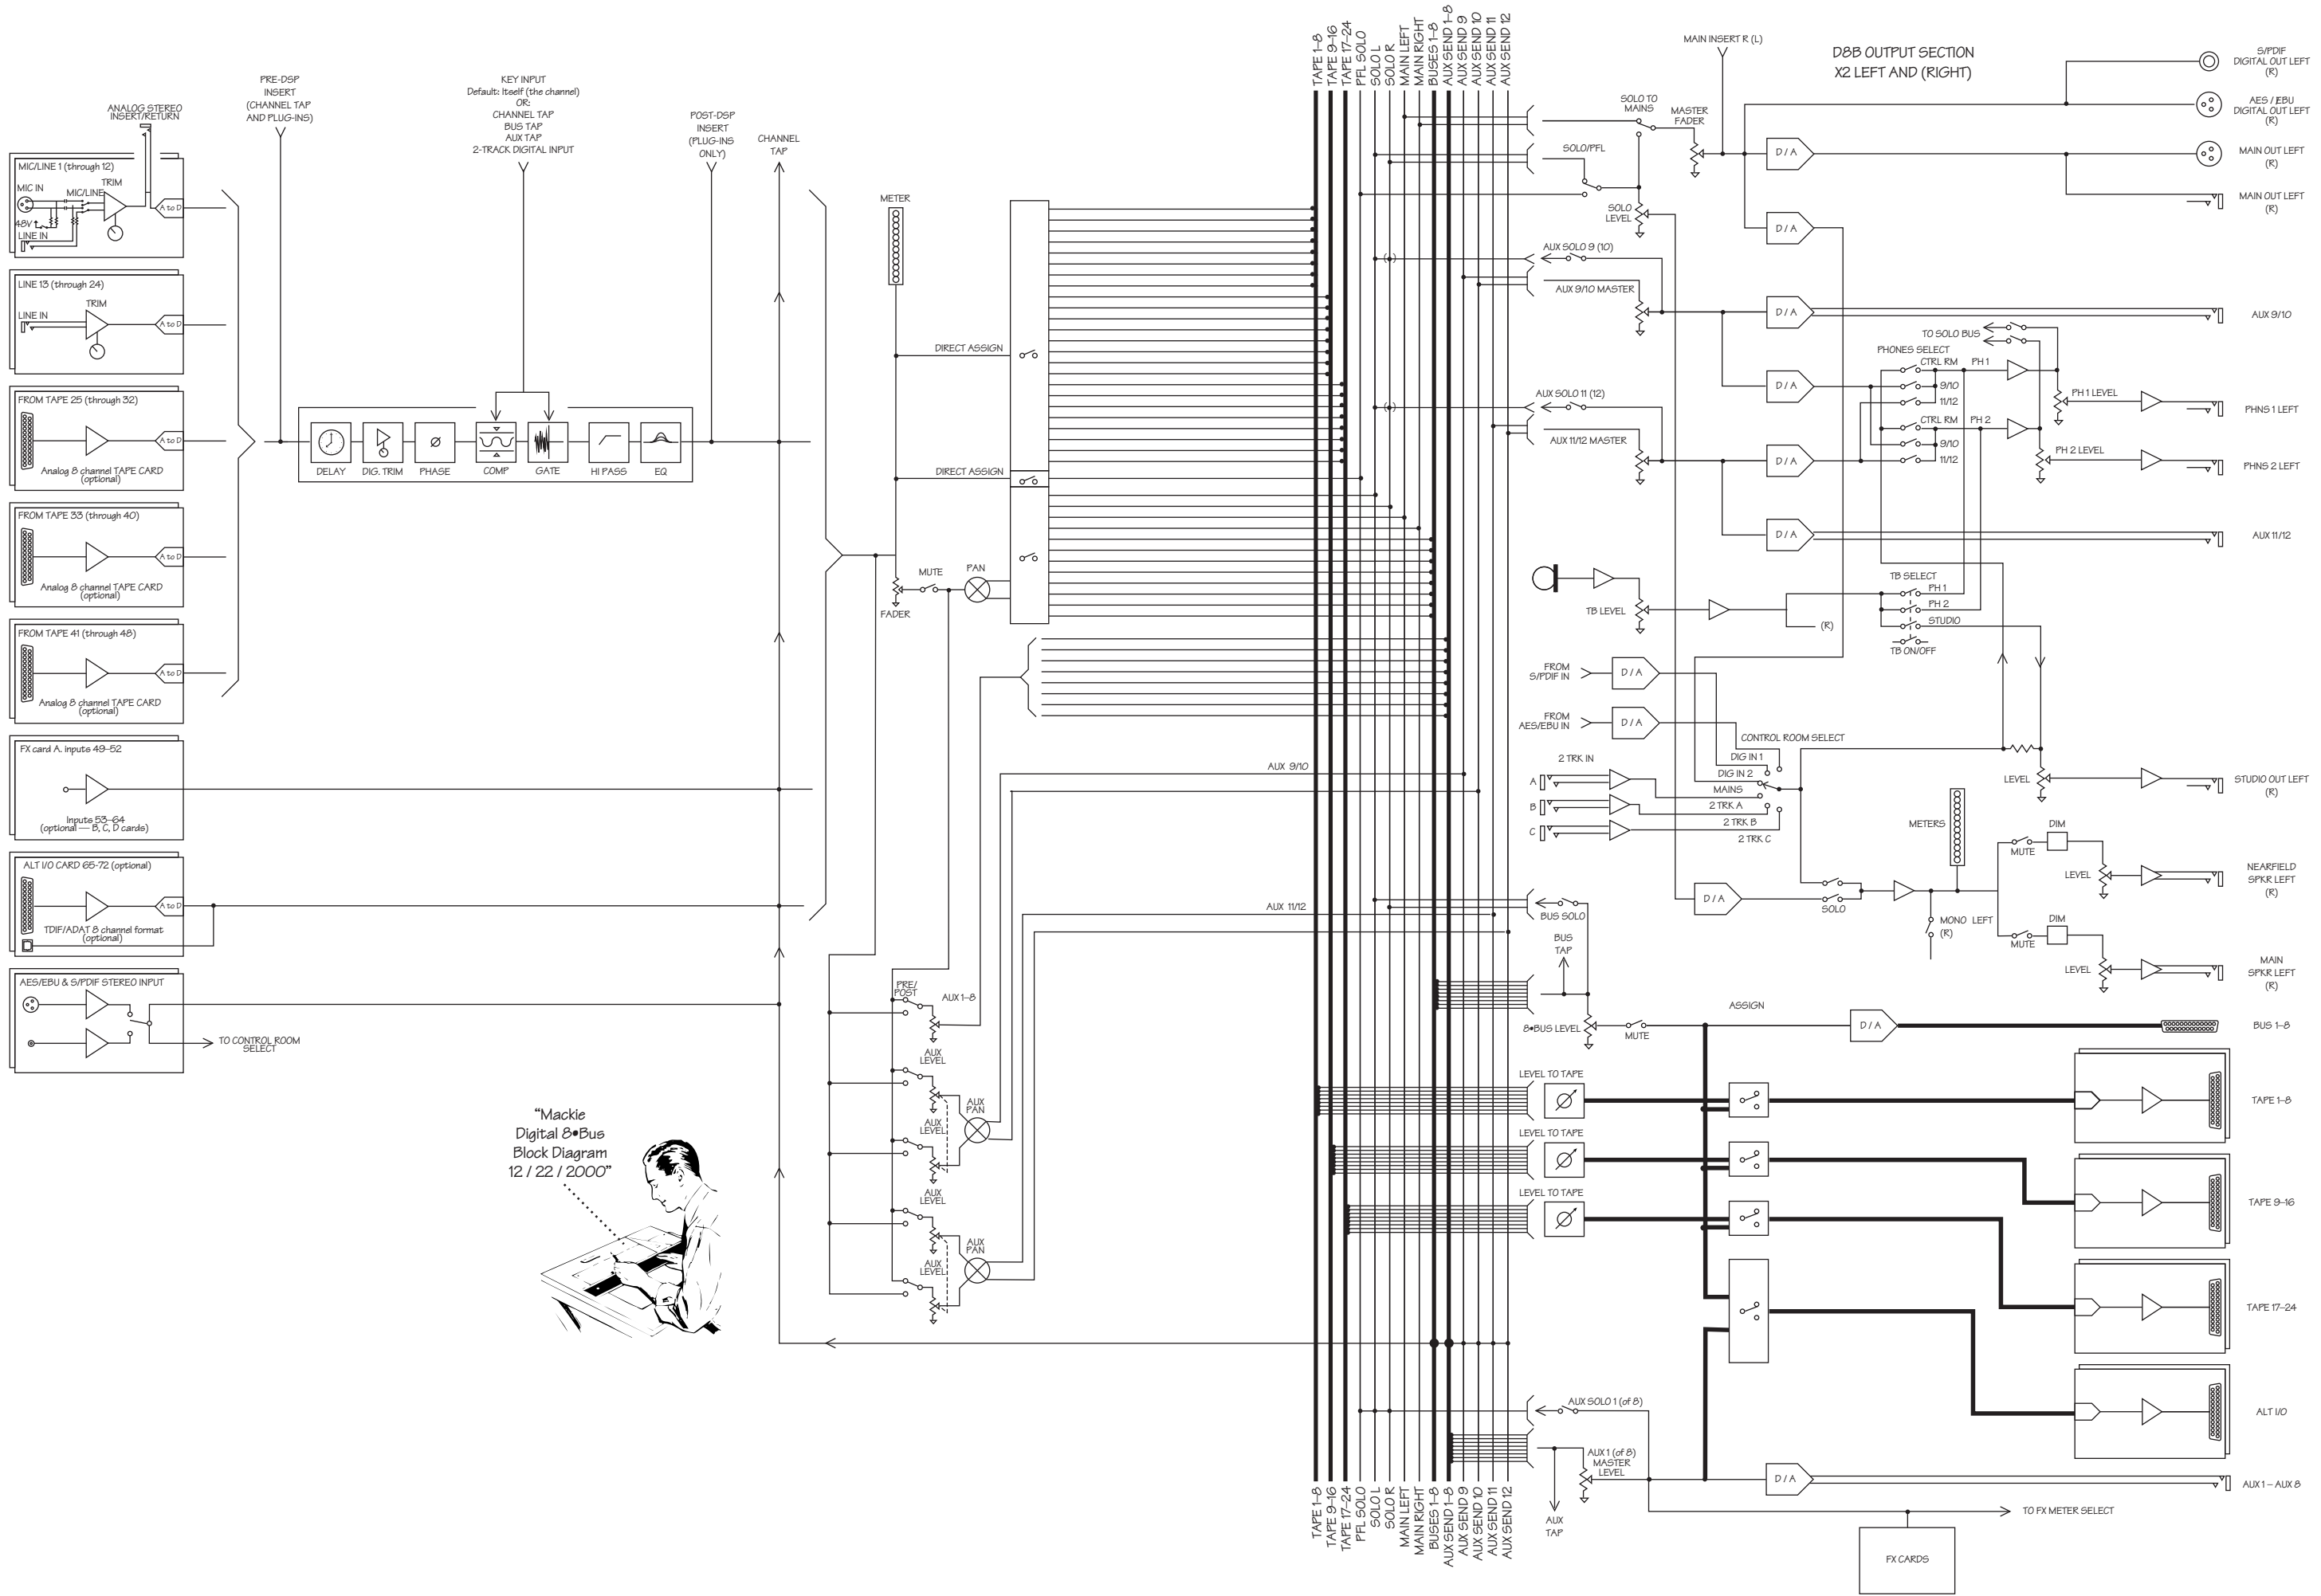 ANALOG STEREO
INSERT/RETURN
MIC/LINE 1 (through 12)
MIC IN
MIC/LINE
TRIM
48V
LINE IN
A to D
LINE 13 (through 24)
TRIM
LINE IN
A to D
FROM TAPE 25 (through 32)
A to D
Analog 8 channel TAPE CARD
(optional)
FROM TAPE 33 (through 40)
A to D
Analog 8 channel TAPE CARD
(optional)
FROM TAPE 41 (through 48)
A to D
Analog 8 channel TAPE CARD
(optional)
FX card A. inputs 49–52
Inputs 53–64
(optional — B, C, D cards)
ALT I/O CARD 65-72 (optional)
A to D
TDIF/ADAT 8 channel format
(optional)
AES/EBU & S/PDIF STEREO INPUT
TO CONTROL ROOM
SELECT
PRE-DSP
INSERT
(CHANNEL TAP
AND PLUG-INS)
KEY INPUT
Default: Itself (the channel)
OR:
CHANNEL TAP
BUS TAP
AUX TAP
2-TRACK DIGITAL INPUT
POST-DSP
INSERT
(PLUG-INS
ONLY)
CHANNEL
TAP
DELAY
DIG. TRIM
PHASE
COMP
GATE
HI PASS
EQ
METER
DIRECT ASSIGN
DIRECT ASSIGN
MUTE
PAN
FADER
AUX 9/10
AUX 11/12
PRE/
POST
AUX 1–8
AUX
LEVEL
AUX
LEVEL
AUX
PAN
AUX
LEVEL
AUX
LEVEL
AUX
PAN
“Mackie
Digital 8•Bus
Block Diagram
12 / 22 / 2000”
TAPE 1–8
TAPE 9–16
TAPE 17–24
PFL SOLO
SOLO L
SOLO R
MAIN LEFT
MAIN RIGHT
BUSES 1–8
AUX SEND 1–8
AUX SEND 9
AUX SEND 10
AUX SEND 11
AUX SEND 12
TAPE 1–8
TAPE 9–16
TAPE 17–24
PFL SOLO
SOLO L
SOLO R
MAIN LEFT
MAIN RIGHT
BUSES 1–8
AUX SEND 1–8
AUX SEND 9
AUX SEND 10
AUX SEND 11
AUX SEND 12
MAIN INSERT R (L)
D8B OUTPUT SECTION
X2 LEFT AND (RIGHT)
SOLO TO
MAINS
MASTER
FADER
SOLO/PFL
SOLO
LEVEL
D / A
D / A
S/PDIF
DIGITAL OUT LEFT
(R)
AES / EBU
DIGITAL OUT LEFT
(R)
MAIN OUT LEFT
(R)
MAIN OUT LEFT
(R)
AUX SOLO 9 (10)
( )
AUX 9/10 MASTER
D / A
AUX 9/10
D / A
TO SOLO BUS
PHONES SELECT
CTRL RM
PH 1
9/10
11/12
PH 1 LEVEL
PHNS 1 LEFT
CTRL RM
PH 2
9/10
11/12
PH 2 LEVEL
PHNS 2 LEFT
AUX SOLO 11 (12)
( )
AUX 11/12 MASTER
D / A
D / A
AUX 11/12
TB LEVEL
(R)
TB SELECT
PH 1
PH 2
STUDIO
TB ON/OFF
FROM
S/PDIF IN
D / A
FROM
AES/EBU IN
D / A
CONTROL ROOM SELECT
2 TRK IN
DIG IN 1
DIG IN 2
MAINS
2 TRK A
2 TRK B
2 TRK C
A
B
C
LEVEL
STUDIO OUT LEFT
(R)
METERS
MUTE
DIM
LEVEL
NEARFIELD
SPKR LEFT
(R)
D / A
SOLO
MONO LEFT
(R)
MUTE
DIM
LEVEL
MAIN
SPKR LEFT
(R)
BUS SOLO
BUS
TAP
8•BUS LEVEL
MUTE
ASSIGN
D / A
BUS 1–8
LEVEL TO TAPE
TAPE 1–8
LEVEL TO TAPE
TAPE 9–16
LEVEL TO TAPE
TAPE 17–24
ALT I/O
AUX SOLO 1 (of 8)
AUX 1 (of 8)
MASTER
LEVEL
AUX
TAP
D / A
AUX 1 – AUX 8
TO FX METER SELECT
FX CARDS